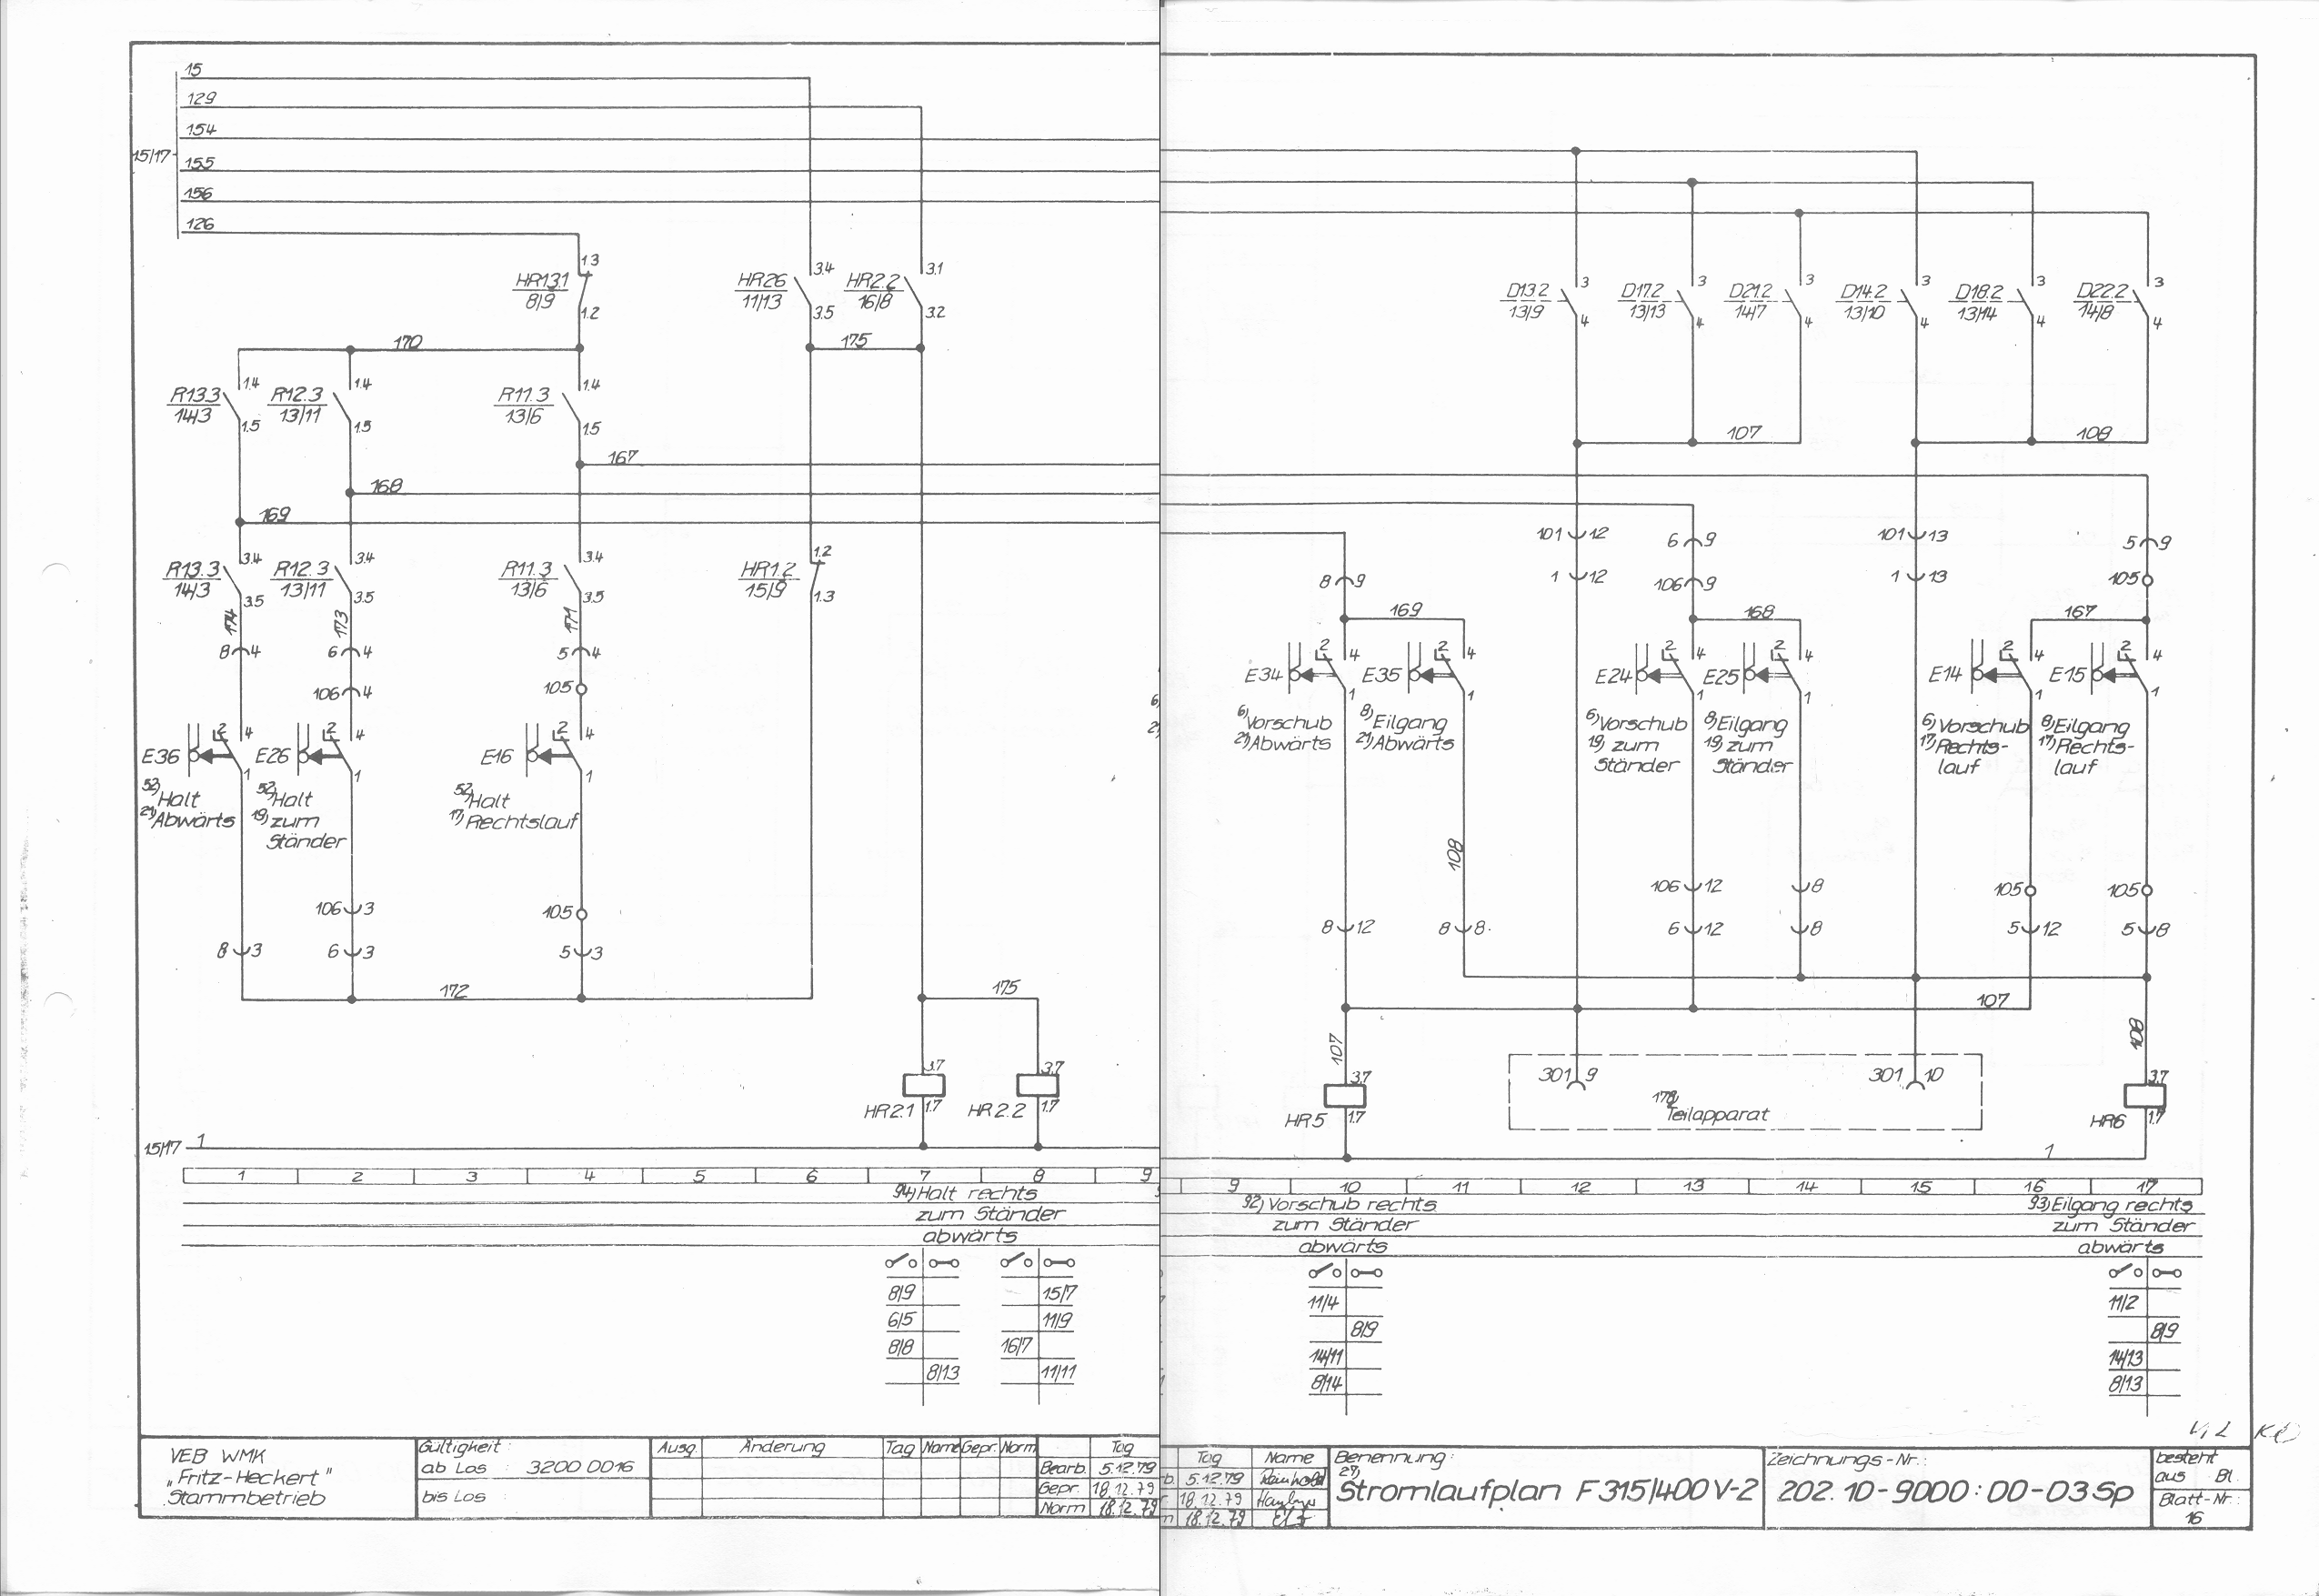 15
129
154
15/17
155
156
126
1.3
HR13.1
8/9
1.2
3.4
HR26
11/13
3.5
3.1
HR2.2
16/8
3.2
170
175
1.4
R13.3
14/3
1.5
1.4
R12.3
13/11
1.5
1.4
R11.3
13/6
1.5
167
168
169
3.4
R13.3
14/3
3.5
174
3.4
R12.3
13/11
3.5
173
3.4
R11.3
13/6
3.5
171
1.2
HR1.2
15/9
1.3
8 4
6 4
5 4
106 4
105
E36 2 4
1
E26 2 4
1
E16 2 4
1
52) Halt
21) Abwärts
52) Halt
19) zum
Ständer
52) Halt
17) Rechtslauf
106 3
105
8 3
6 3
5 3
172
175
3.7
HR2.1 1.7
3.7
HR2.2 1.7
15/17 1
1 2 3 4 5 6 7 8 9
94) Halt rechts
zum Ständer
abwärts
8/9
6/5
8/8
8/13
15/7
11/9
16/7
11/11
3
D13.2
13/9
4
3
D17.2
13/13
4
3
D21.2
14/7
4
3
D14.2
13/10
4
3
D18.2
13/14
4
3
D22.2
14/8
4
107
108
101 12
6 9
101 13
5 9
8 9
1 12
106 9
1 13
105
169
168
167
E34 2 4
1
E35 2 4
1
E24 2 4
1
E25 2 4
1
E14 2 4
1
E15 2 4
1
6) Vorschub
21) Abwärts
8) Eilgang
21) Abwärts
6) Vorschub
19) zum
Ständer
8) Eilgang
19) zum
Ständer
6) Vorschub
17) Rechts-
lauf
8) Eilgang
17) Rechts-
lauf
108
106 12
8
105
105
8 12
8 8
6 12
8
5 12
5 8
107
107
108
301 9
301 10
178)
Teilapparat
3.7
HR5 1.7
3.7
HR6 1.7
1
9 10 11 12 13 14 15 16 17
92) Vorschub rechts
zum Ständer
abwärts
93) Eilgang rechts
zum Ständer
abwärts
11/4
8/9
14/11
8/14
11/2
8/9
14/13
8/13
VEB WMK
„Fritz-Heckert"
Stammbetrieb
Gültigkeit:
ab Los : 3200 0016
bis Los :
Ausg. Änderung Tag Name Gepr. Norm
Tag
Bearb. 5.12.79
Gepr. 18.12.79
Norm 18.12.79
Tag Name
5.12.79
18.12.79
18.12.79
Benennung:
27)
Stromlaufplan F315/400 V-2
Zeichnungs-Nr.:
202.10-9000:00-03 Sp
besteht
aus Bl.
Blatt-Nr.:
16